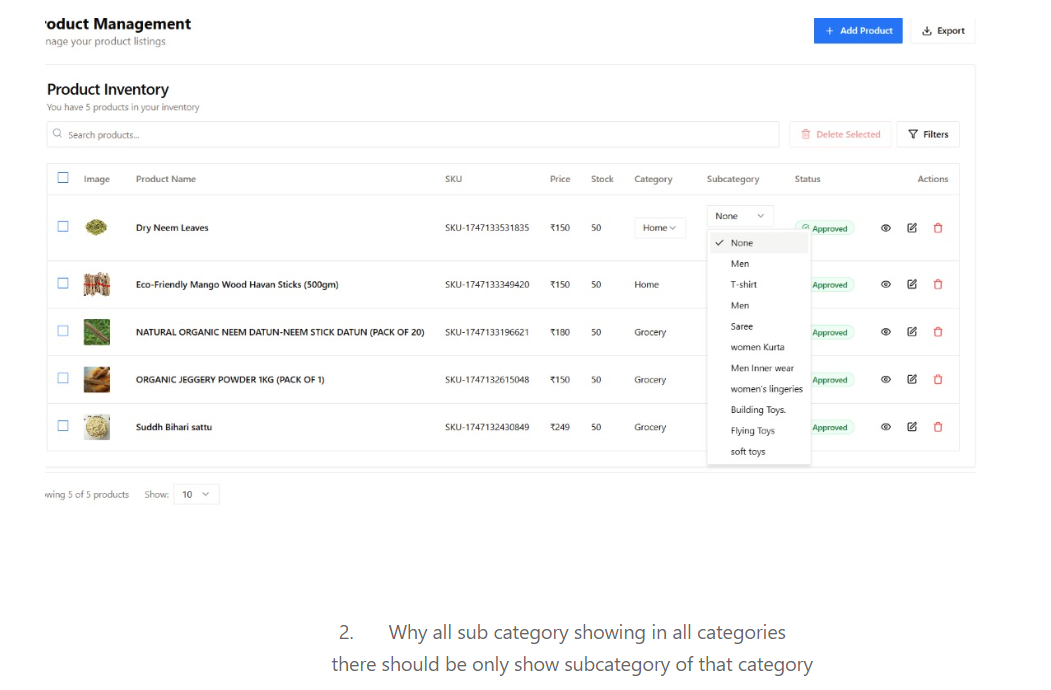 roduct Management
nage your product listings
+ Add Product
Export
Product Inventory
You have 5 products in your inventory
Search products...
Delete Selected
Filters
Image Product Name SKU Price Stock Category Subcategory Status Actions
None
Dry Neem Leaves SKU-1747133531835 ₹150 50 Home Approved
None
Men
T-shirt
Eco-Friendly Mango Wood Havan Sticks (500gm) SKU-1747133349420 ₹150 50 Home Approved
Men
Saree
NATURAL ORGANIC NEEM DATUN-NEEM STICK DATUN (PACK OF 20) SKU-1747133196621 ₹180 50 Grocery Approved
women Kurta
Men Inner wear
ORGANIC JEGGERY POWDER 1KG (PACK OF 1) SKU-1747132615048 ₹150 50 Grocery Approved
women's lingeries
Building Toys.
Suddh Bihari sattu SKU-1747132430849 ₹249 50 Grocery Approved
Flying Toys
soft toys
wing 5 of 5 products Show: 10
2. Why all sub category showing in all categories
there should be only show subcategory of that category